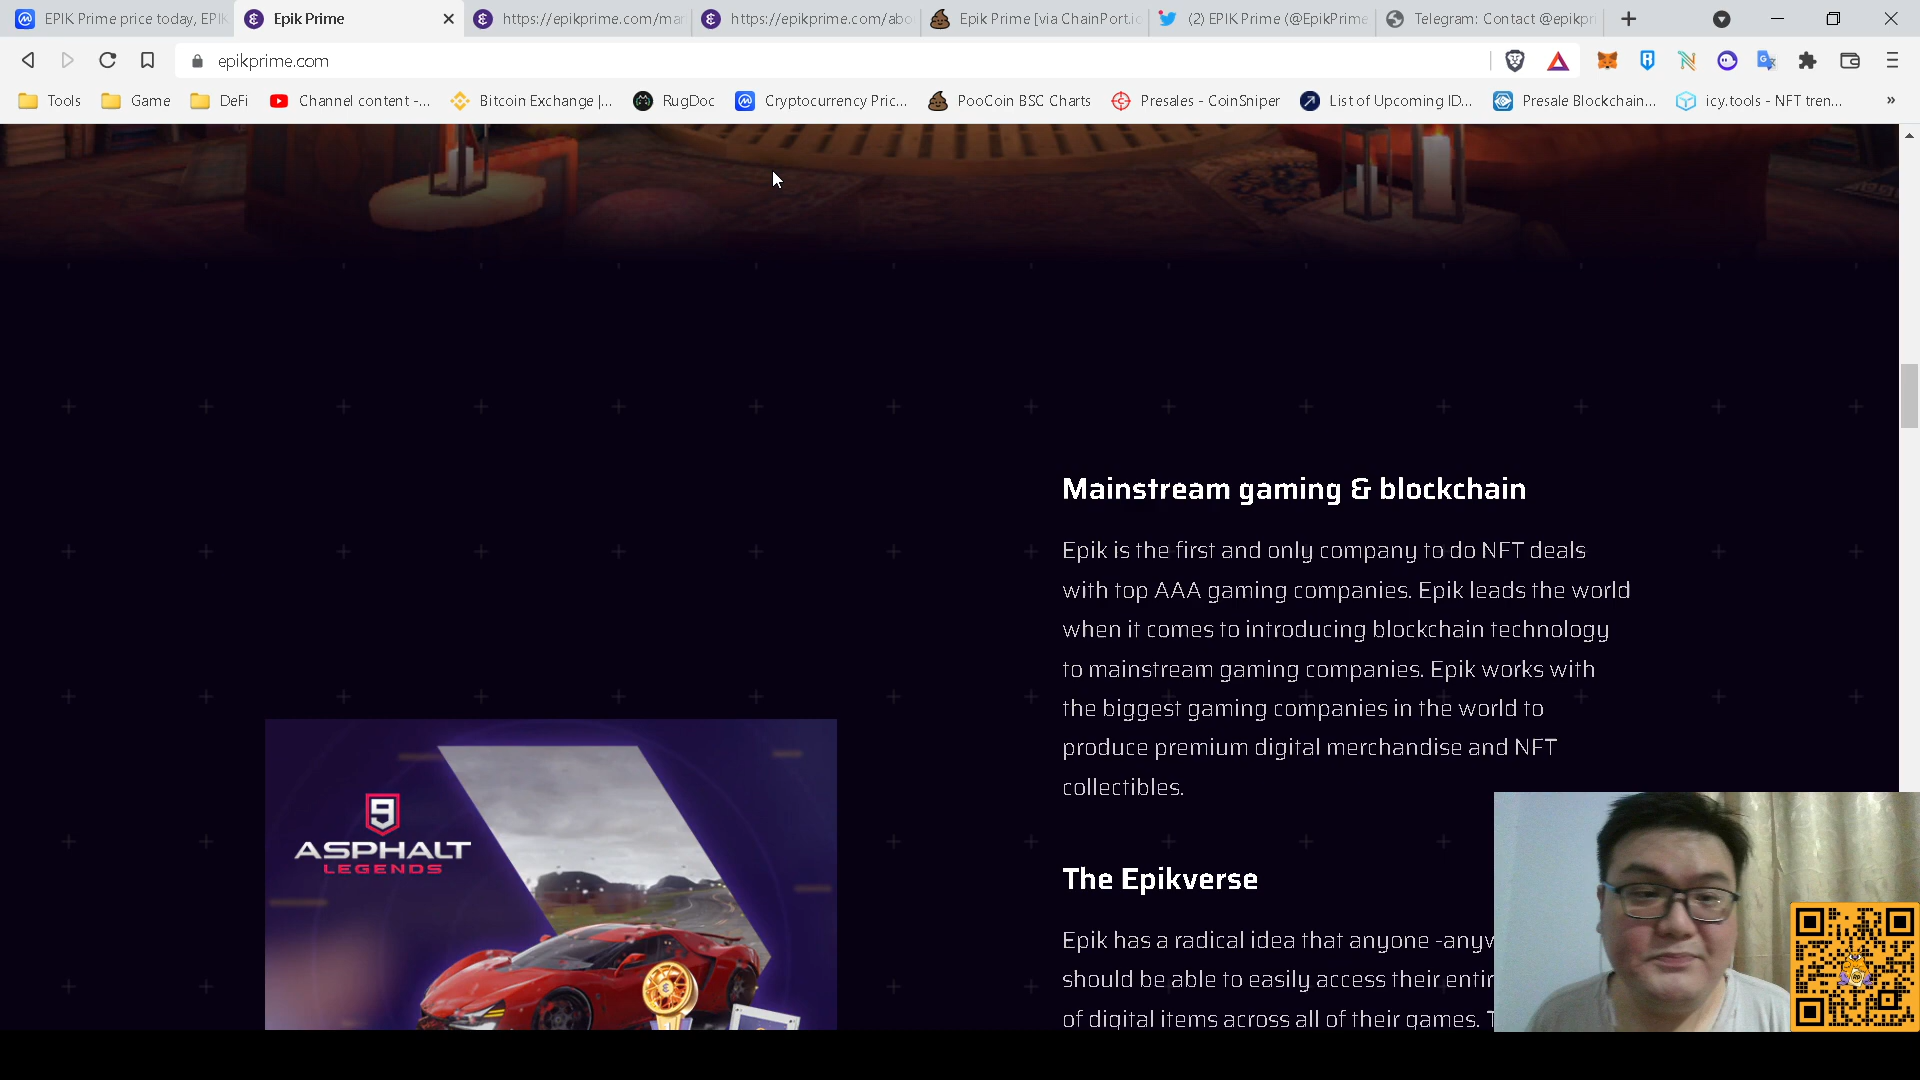 EPIK Prime price today, EPIK
Epik Prime
https://epikprime.com/mar
https://epikprime.com/abo
Epik Prime [via ChainPort.io
(2) EPIK Prime (@EpikPrime
Telegram: Contact @epikpri
epikprime.com
Tools
Game
DeFi
Channel content -...
Bitcoin Exchange |...
RugDoc
Cryptocurrency Pric...
PooCoin BSC Charts
Presales - CoinSniper
List of Upcoming ID...
Presale Blockchain...
icy.tools - NFT tren...
»
Mainstream gaming & blockchain
Epik is the first and only company to do NFT deals
with top AAA gaming companies. Epik leads the world
when it comes to introducing blockchain technology
to mainstream gaming companies. Epik works with
the biggest gaming companies in the world to
produce premium digital merchandise and NFT
collectibles.
9
ASPHALT
LEGENDS
The Epikverse
Epik has a radical idea that anyone -anyw
should be able to easily access their entir
of digital items across all of their games. T